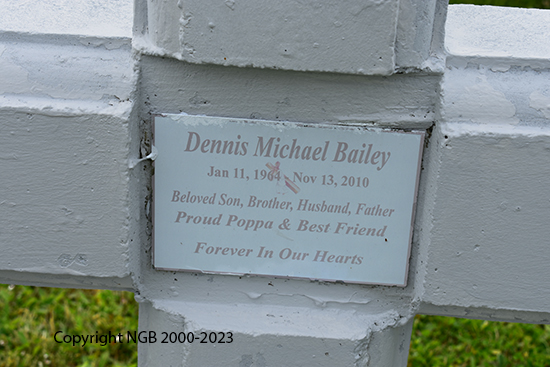 Dennis Michael Bailey
Jan 11, 1964 - Nov 13, 2010
Beloved Son, Brother, Husband, Father
Proud Poppa & Best Friend
Forever In Our Hearts
Copyright NGB 2000-2023